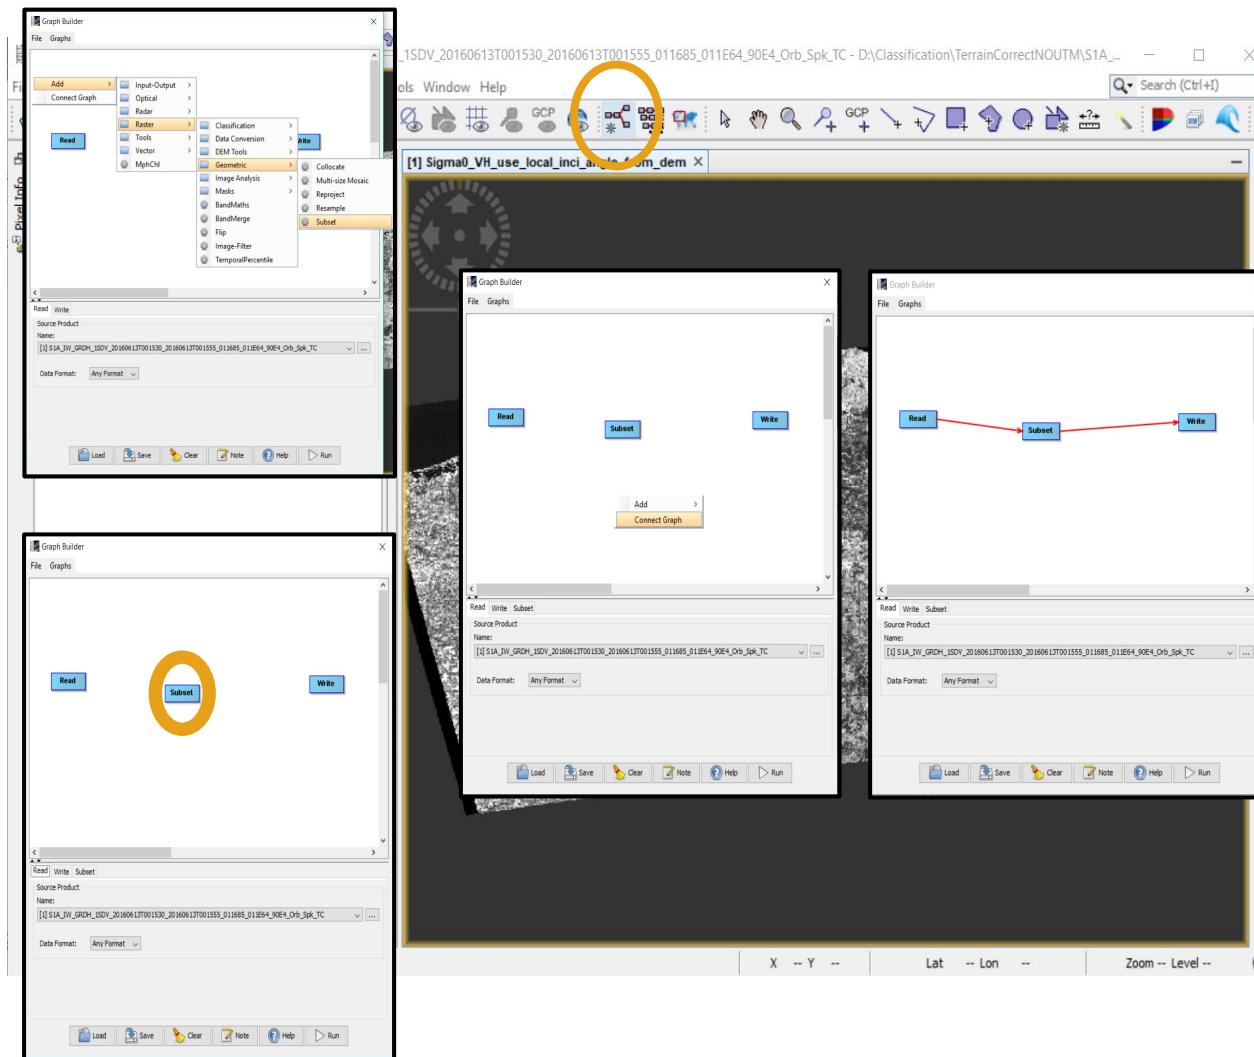 Graph Builder
File Graphs
Add
Connect Graph
Input-Output
Optical
Radar
Raster
Tools
Vector
MphChl
Classification
Data Conversion
DEM Tools
Geometric
Image Analysis
Masks
BandMaths
BandMerge
Flip
Image-Filter
TemporalPercentile
Collocate
Multi-size Mosaic
Reproject
Resample
Subset
Read
Read Write
Source Product
Name:
[1] S1A_IW_GRDH_1SDV_20160613T001530_20160613T001555_011685_011E64_90E4_Orb_Spk_TC
...
Data Format: Any Format
Load Save Clear Note Help Run
_1SDV_20160613T001530_20160613T001555_011685_011E64_90E4_Orb_Spk_TC - D:\Classification\TerrainCorrectNOUTM\S1A_...
Window Help
Search (Ctrl+I)
GCP GCP
Pixel Info
[1] Sigma0_VH_use_local_inci_angle_from_dem
Graph Builder
File Graphs
Read Subset Write
Add
Connect Graph
Read Write Subset
Source Product
Name:
[1] S1A_IW_GRDH_1SDV_20160613T001530_20160613T001555_011685_011E64_90E4_Orb_Spk_TC
...
Data Format: Any Format
Load Save Clear Note Help Run
Graph Builder
File Graphs
Read Subset Write
Read Write Subset
Source Product
Name:
[1] S1A_IW_GRDH_1SDV_20160613T001530_20160613T001555_011685_011E64_90E4_Orb_Spk_TC
...
Data Format: Any Format
Load Save Clear Note Help Run
Graph Builder
File Graphs
Read Subset Write
Read Write Subset
Source Product
Name:
[1] S1A_IW_GRDH_1SDV_20160613T001530_20160613T001555_011685_011E64_90E4_Orb_Spk_TC
...
Data Format: Any Format
Load Save Clear Note Help Run
X -- Y -- Lat -- Lon -- Zoom -- Level --